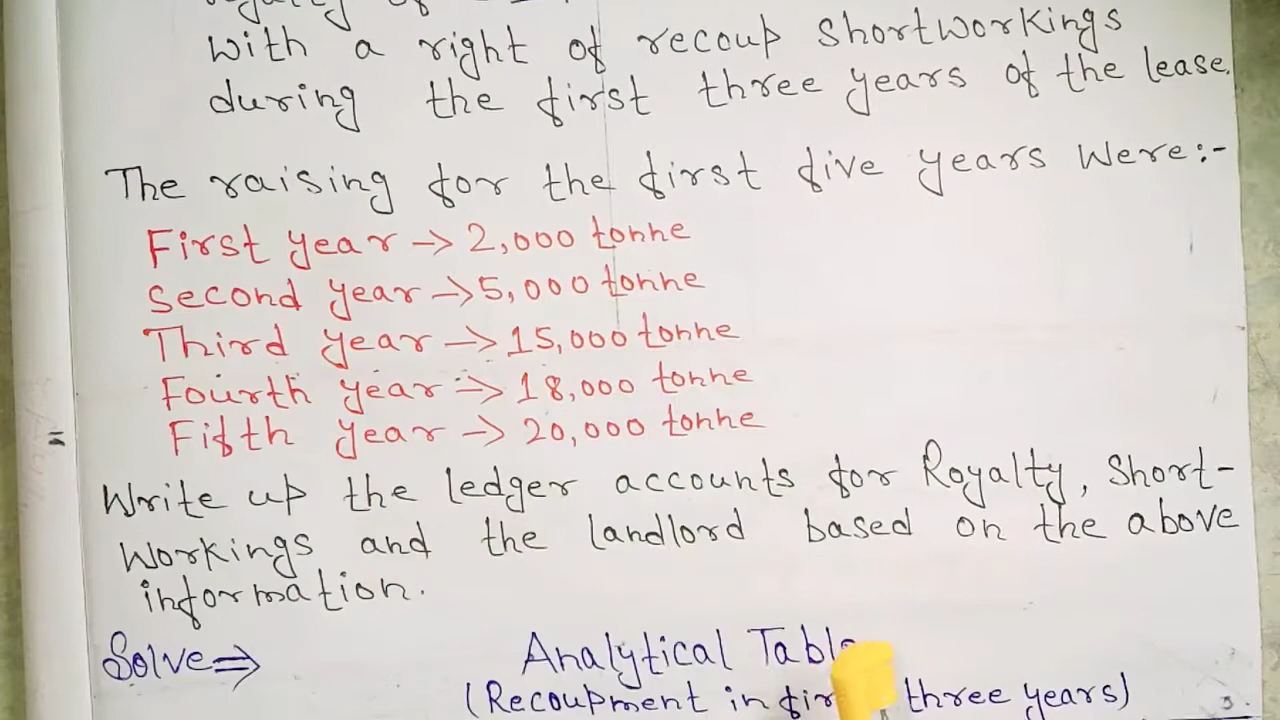 with a right of recoup shortworkings
during the first three years of the lease.
The raising for the first five years were:-
First year → 2,000 tonne
Second year → 5,000 tonne
Third year → 15,000 tonne
Fourth year → 18,000 tonne
Fifth year → 20,000 tonne
Write up the ledger accounts for Royalty, Short-
workings and the landlord based on the above
information.
Solve ⇒ Analytical
(Recoupment in three years)